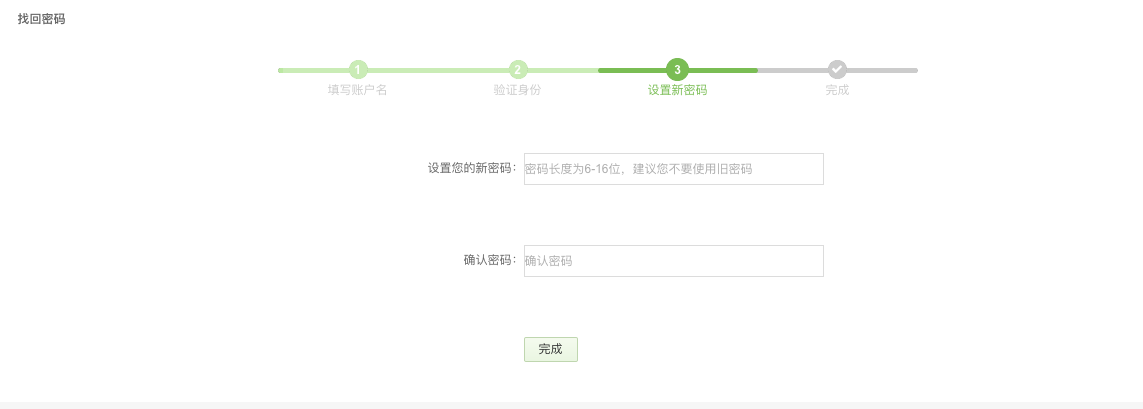 找回密码
1 2 3
填写账户名 验证身份 设置新密码 完成
设置您的新密码： 密码长度为6-16位，建议您不要使用旧密码
确认密码： 确认密码
完成